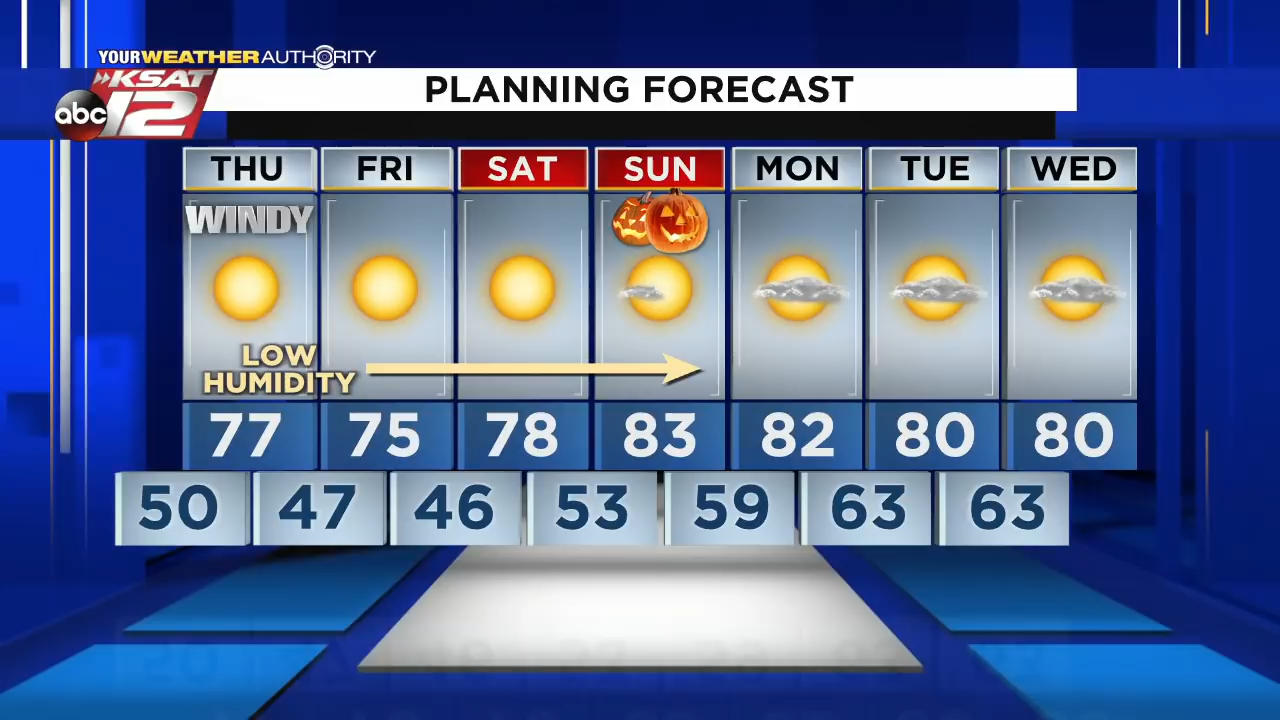 YOURWEATHERAUTHORITY
KSAT
abc 12
PLANNING FORECAST
THU FRI SAT SUN MON TUE WED
WINDY
LOW
HUMIDITY
77 75 78 83 82 80 80
50 47 46 53 59 63 63